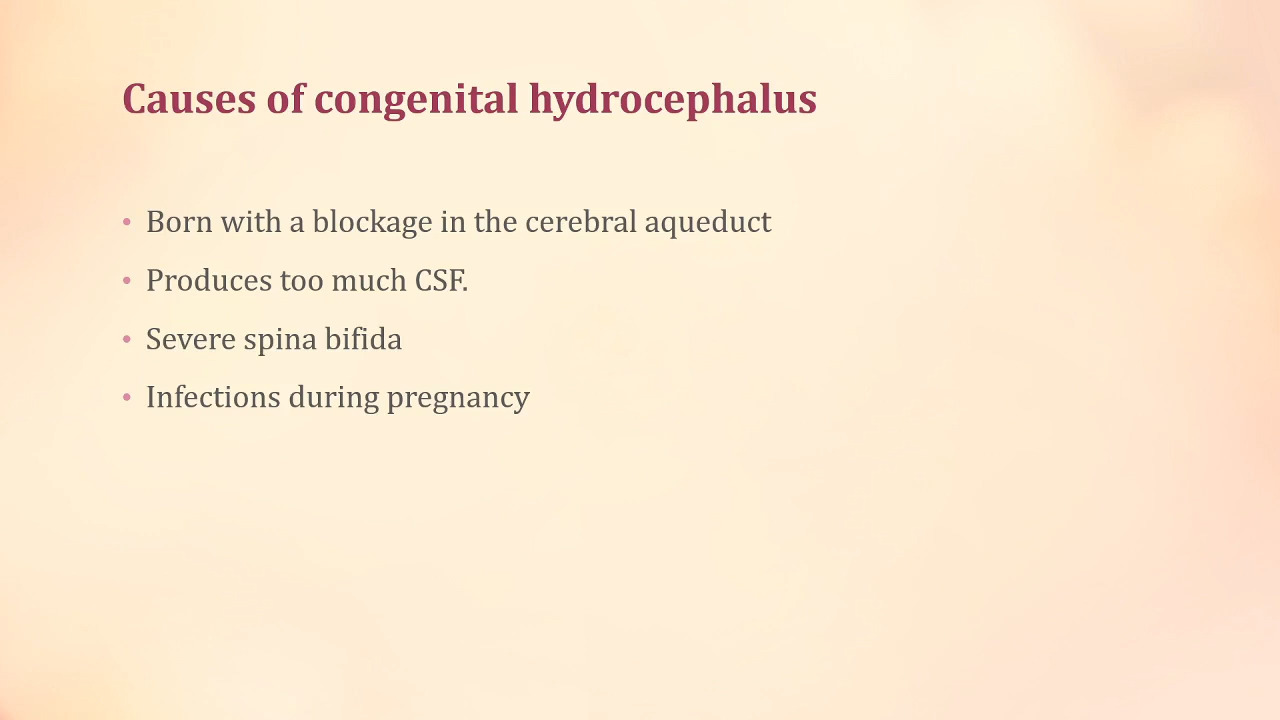 Causes of congenital hydrocephalus
• Born with a blockage in the cerebral aqueduct
• Produces too much CSF.
• Severe spina bifida
• Infections during pregnancy